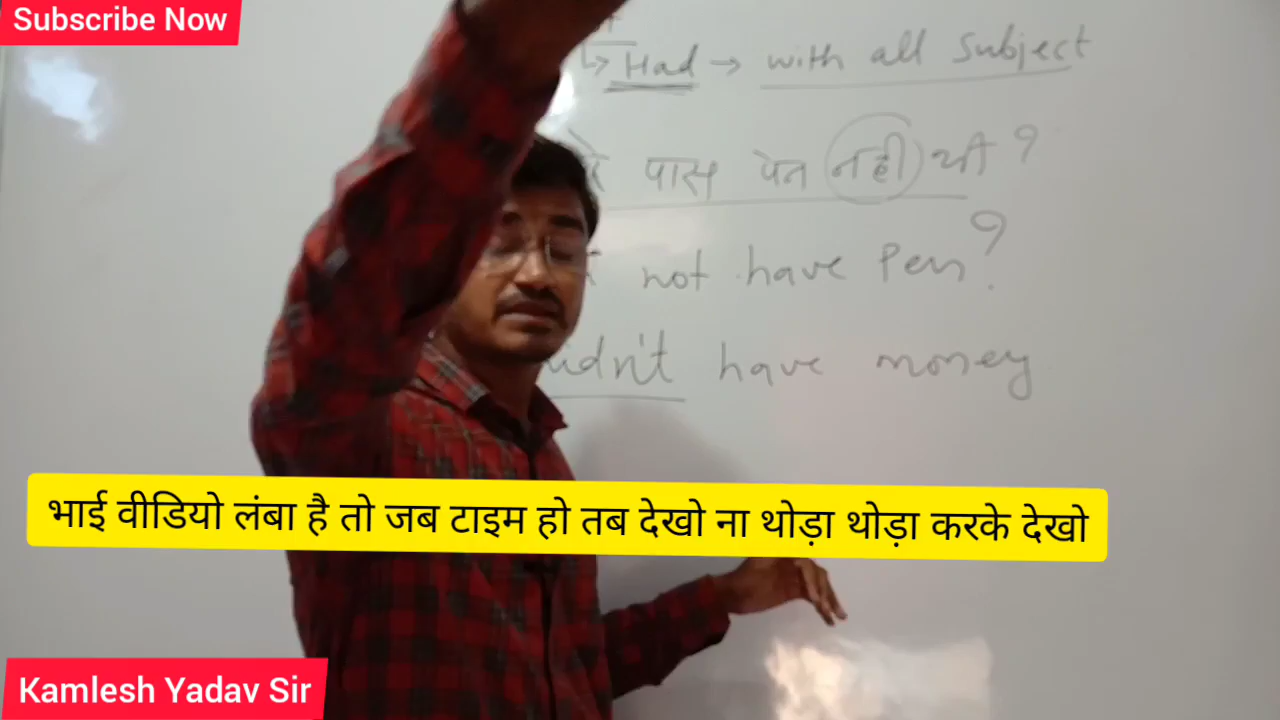 Subscribe Now
↳ Had → with all Subject
पास पेन नही थी ?
not have Pen ?
have money
भाई वीडियो लंबा है तो जब टाइम हो तब देखो ना थोड़ा थोड़ा करके देखो
Kamlesh Yadav Sir